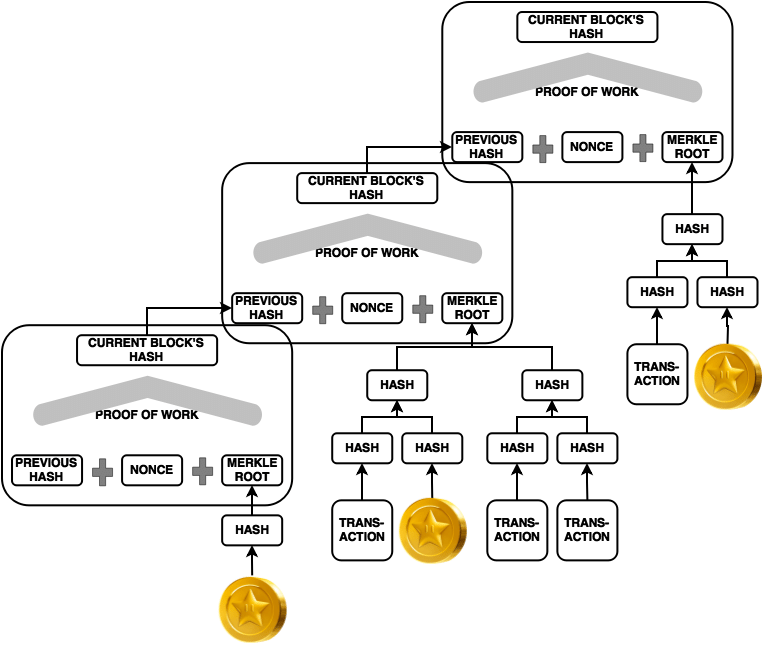 CURRENT BLOCK'S
HASH
PROOF OF WORK
PREVIOUS
HASH
NONCE
MERKLE
ROOT
HASH
HASH
HASH
TRANS-
ACTION
CURRENT BLOCK'S
HASH
PROOF OF WORK
PREVIOUS
HASH
NONCE
MERKLE
ROOT
HASH
HASH
HASH
HASH
HASH
HASH
TRANS-
ACTION
TRANS-
ACTION
TRANS-
ACTION
CURRENT BLOCK'S
HASH
PROOF OF WORK
PREVIOUS
HASH
NONCE
MERKLE
ROOT
HASH